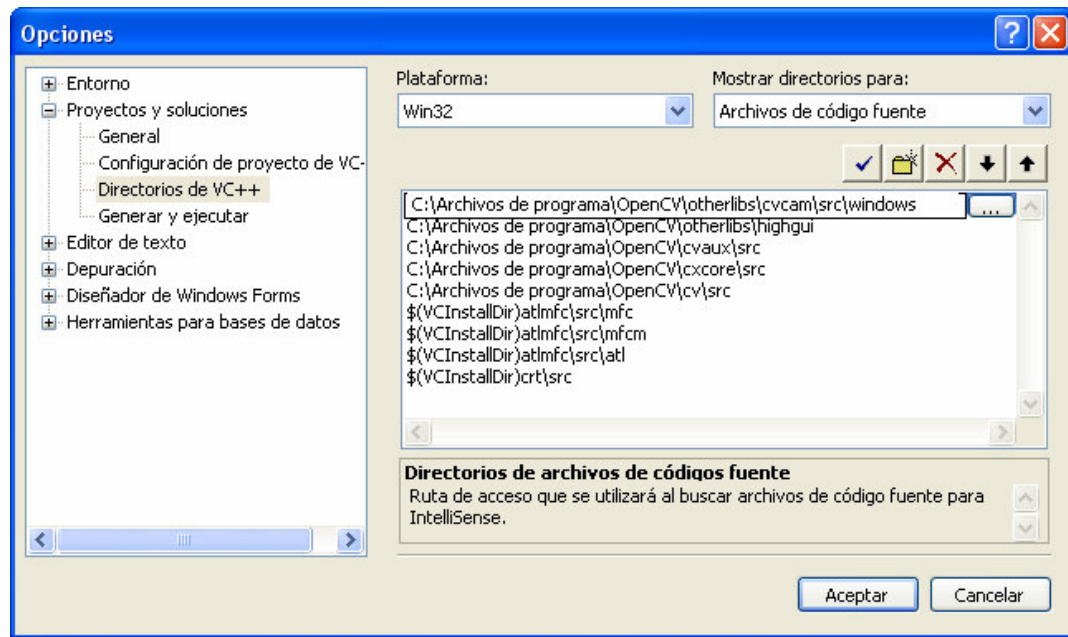 Opciones
Entorno
Proyectos y soluciones
General
Configuración de proyecto de VC-
Directorios de VC++
Generar y ejecutar
Editor de texto
Depuración
Diseñador de Windows Forms
Herramientas para bases de datos
Plataforma:
Mostrar directorios para:
Win32
Archivos de código fuente
C:\Archivos de programa\OpenCV\otherlibs\cvcam\src\windows
...
C:\Archivos de programa\OpenCV\otherlibs\highgui
C:\Archivos de programa\OpenCV\cvaux\src
C:\Archivos de programa\OpenCV\cxcore\src
C:\Archivos de programa\OpenCV\cv\src
$(VCInstallDir)atlmfc\src\mfc
$(VCInstallDir)atlmfc\src\mfcm
$(VCInstallDir)atlmfc\src\atl
$(VCInstallDir)crt\src
Directorios de archivos de códigos fuente
Ruta de acceso que se utilizará al buscar archivos de código fuente para
IntelliSense.
Aceptar
Cancelar